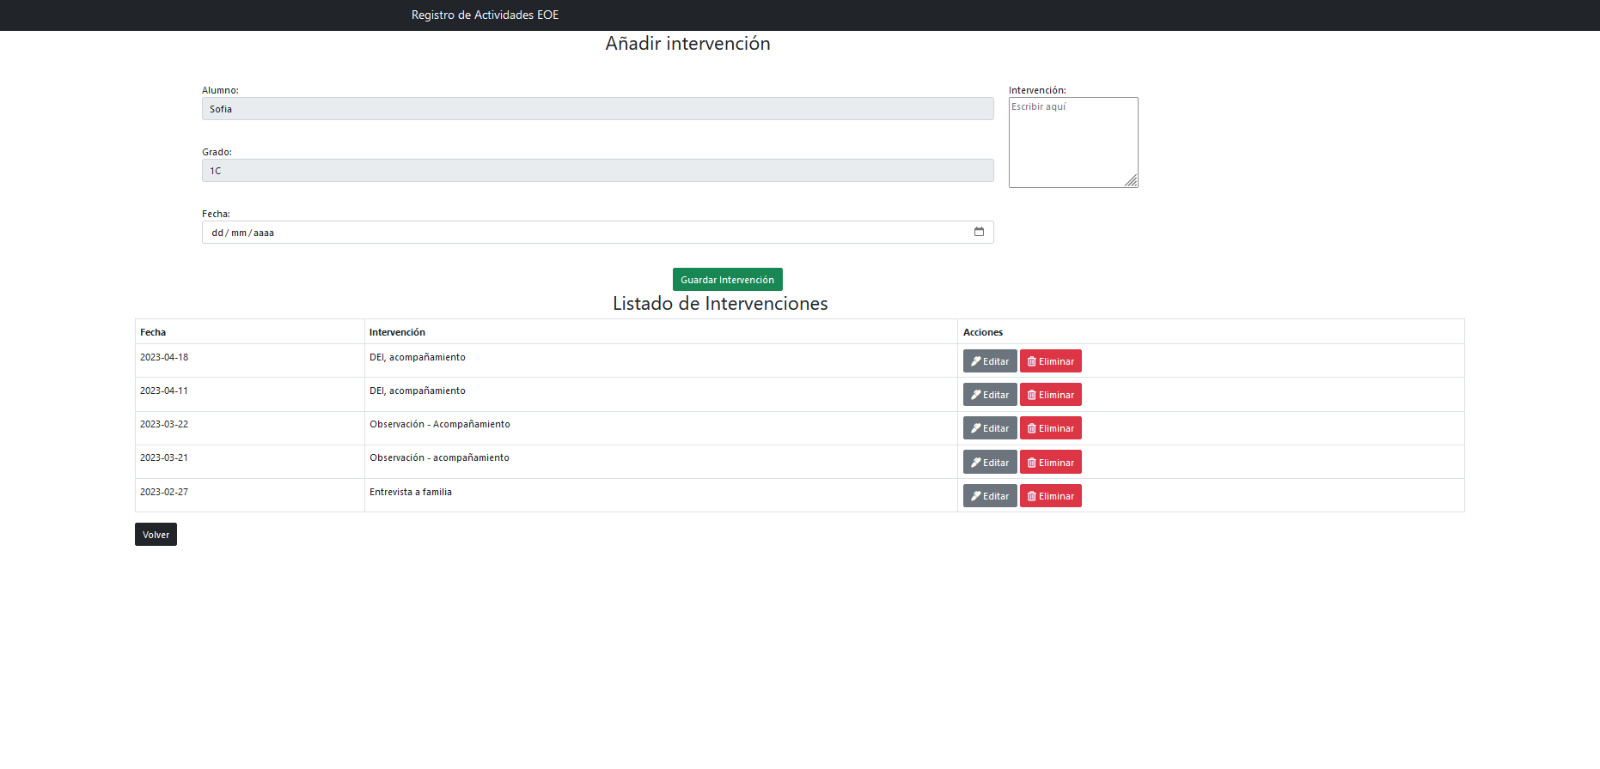 Registro de Actividades EOE
Añadir intervención
Alumno:
Sofia
Grado:
1C
Fecha:
dd/mm/aaaa
Intervención:
Escribir aquí
Guardar Intervención
Listado de Intervenciones
Fecha Intervención Acciones
2023-04-18 DEI, acompañamiento Editar Eliminar
2023-04-11 DEI, acompañamiento Editar Eliminar
2023-03-22 Observación - Acompañamiento Editar Eliminar
2023-03-21 Observación - acompañamiento Editar Eliminar
2023-02-27 Entrevista a familia Editar Eliminar
Volver